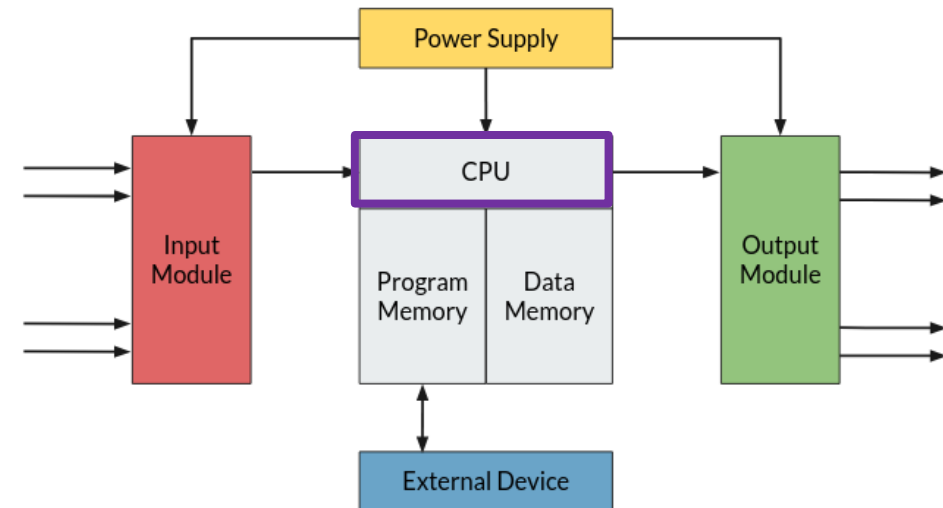 Power Supply
CPU
Input
Module
Program
Memory
Data
Memory
Output
Module
External Device